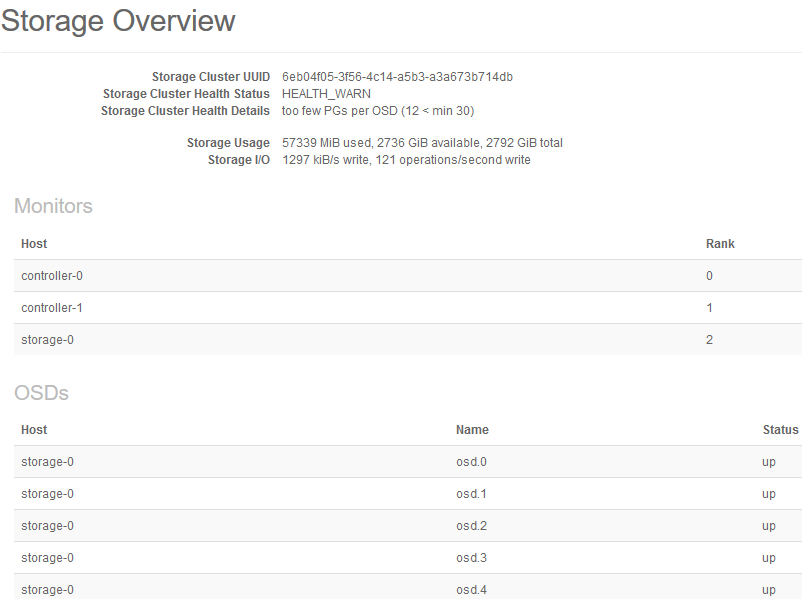 Storage Overview
Storage Cluster UUID 6eb04f05-3f56-4c14-a5b3-a3a673b714db
Storage Cluster Health Status HEALTH_WARN
Storage Cluster Health Details too few PGs per OSD (12 < min 30)
Storage Usage 57339 MiB used, 2736 GiB available, 2792 GiB total
Storage I/O 1297 kiB/s write, 121 operations/second write
Monitors
Host Rank
controller-0 0
controller-1 1
storage-0 2
OSDs
Host Name Status
storage-0 osd.0 up
storage-0 osd.1 up
storage-0 osd.2 up
storage-0 osd.3 up
storage-0 osd.4 up